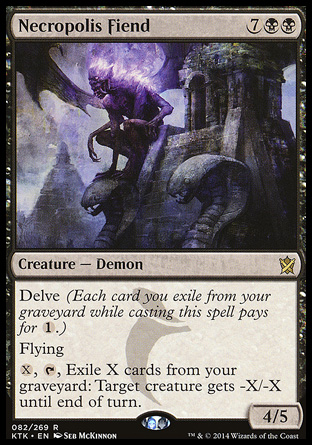 Necropolis Fiend 7
Creature — Demon
Delve (Each card you exile from your
graveyard while casting this spell pays
for 1.)
Flying
X, T, Exile X cards from your
graveyard: Target creature gets -X/-X
until end of turn.
4/5
082/269 R
KTK • EN Seb McKinnon ™ & © 2014 Wizards of the Coast